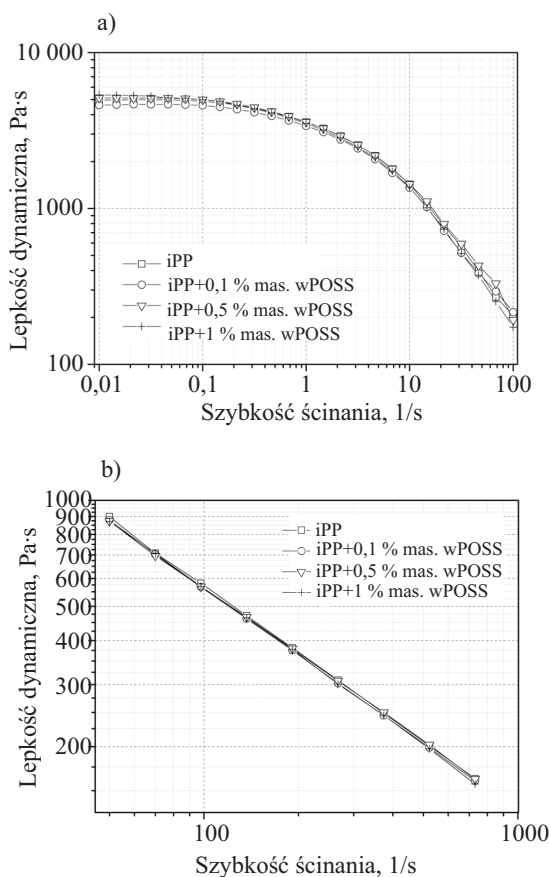 a)
10 000
1000
100
Lepkość dynamiczna, Pa·s
iPP
iPP+0,1 % mas. wPOSS
iPP+0,5 % mas. wPOSS
iPP+1 % mas. wPOSS
0,01 0,1 1 10 100
Szybkość ścinania, 1/s
b)
1000
900
800
700
600
500
400
300
200
Lepkość dynamiczna, Pa·s
iPP
iPP+0,1 % mas. wPOSS
iPP+0,5 % mas. wPOSS
iPP+1 % mas. wPOSS
100 1000
Szybkość ścinania, 1/s